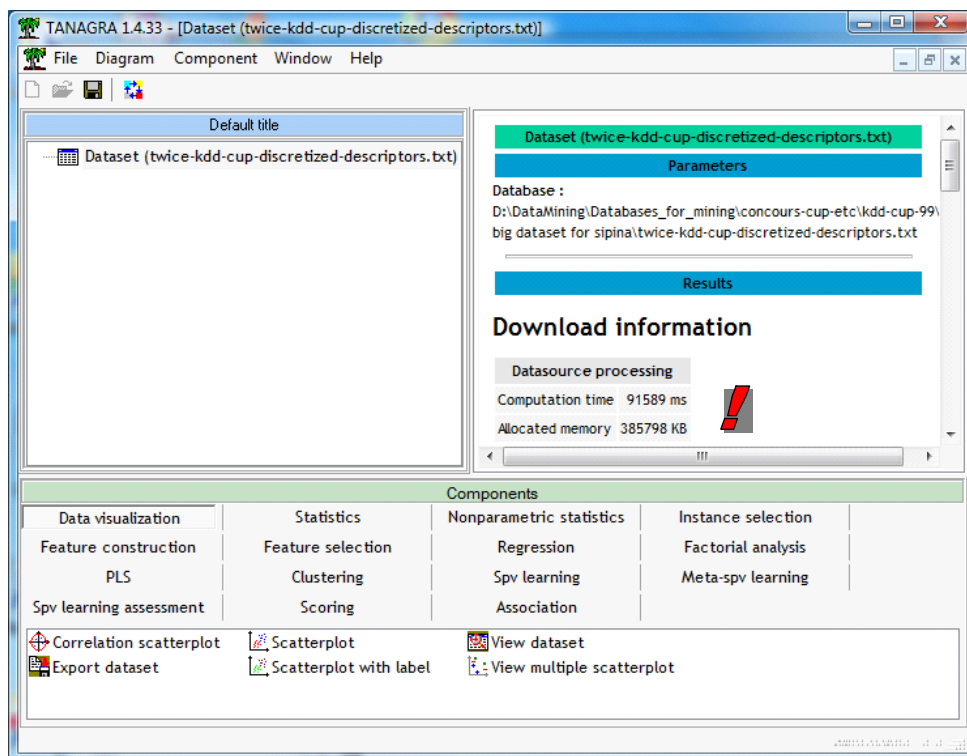 TANAGRA 1.4.33 - [Dataset (twice-kdd-cup-discretized-descriptors.txt)]
File Diagram Component Window Help
Default title
Dataset (twice-kdd-cup-discretized-descriptors.txt)
Dataset (twice-kdd-cup-discretized-descriptors.txt)
Parameters
Database :
D:\DataMining\Databases_for_mining\concours-cup-etc\kdd-cup-99\
big dataset for sipina\twice-kdd-cup-discretized-descriptors.txt
Results
Download information
Datasource processing
Computation time 91589 ms
Allocated memory 385798 KB
!
Components
Data visualization Statistics Nonparametric statistics Instance selection
Feature construction Feature selection Regression Factorial analysis
PLS Clustering Spv learning Meta-spv learning
Spv learning assessment Scoring Association
Correlation scatterplot Scatterplot View dataset
Export dataset Scatterplot with label View multiple scatterplot